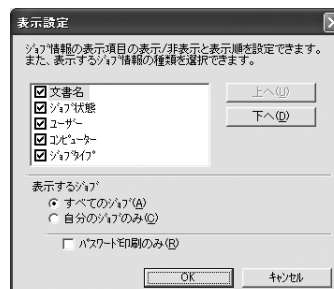 表示設定
ｼﾞｮﾌﾞ情報の表示項目の表示/非表示と表示順を設定できます。
また、表示するｼﾞｮﾌﾞ情報の種類を選択できます。
文書名
ｼﾞｮﾌﾞ状態
ﾕｰｻﾞｰ
ｺﾝﾋﾟｭｰﾀｰ
ｼﾞｮﾌﾞﾀｲﾌﾟ
上へ(U)
下へ(D)
表示するｼﾞｮﾌﾞ
すべてのｼﾞｮﾌﾞ(A)
自分のｼﾞｮﾌﾞのみ(C)
ﾊﾟｽﾜｰﾄﾞ印刷のみ(R)
OK
ｷｬﾝｾﾙ